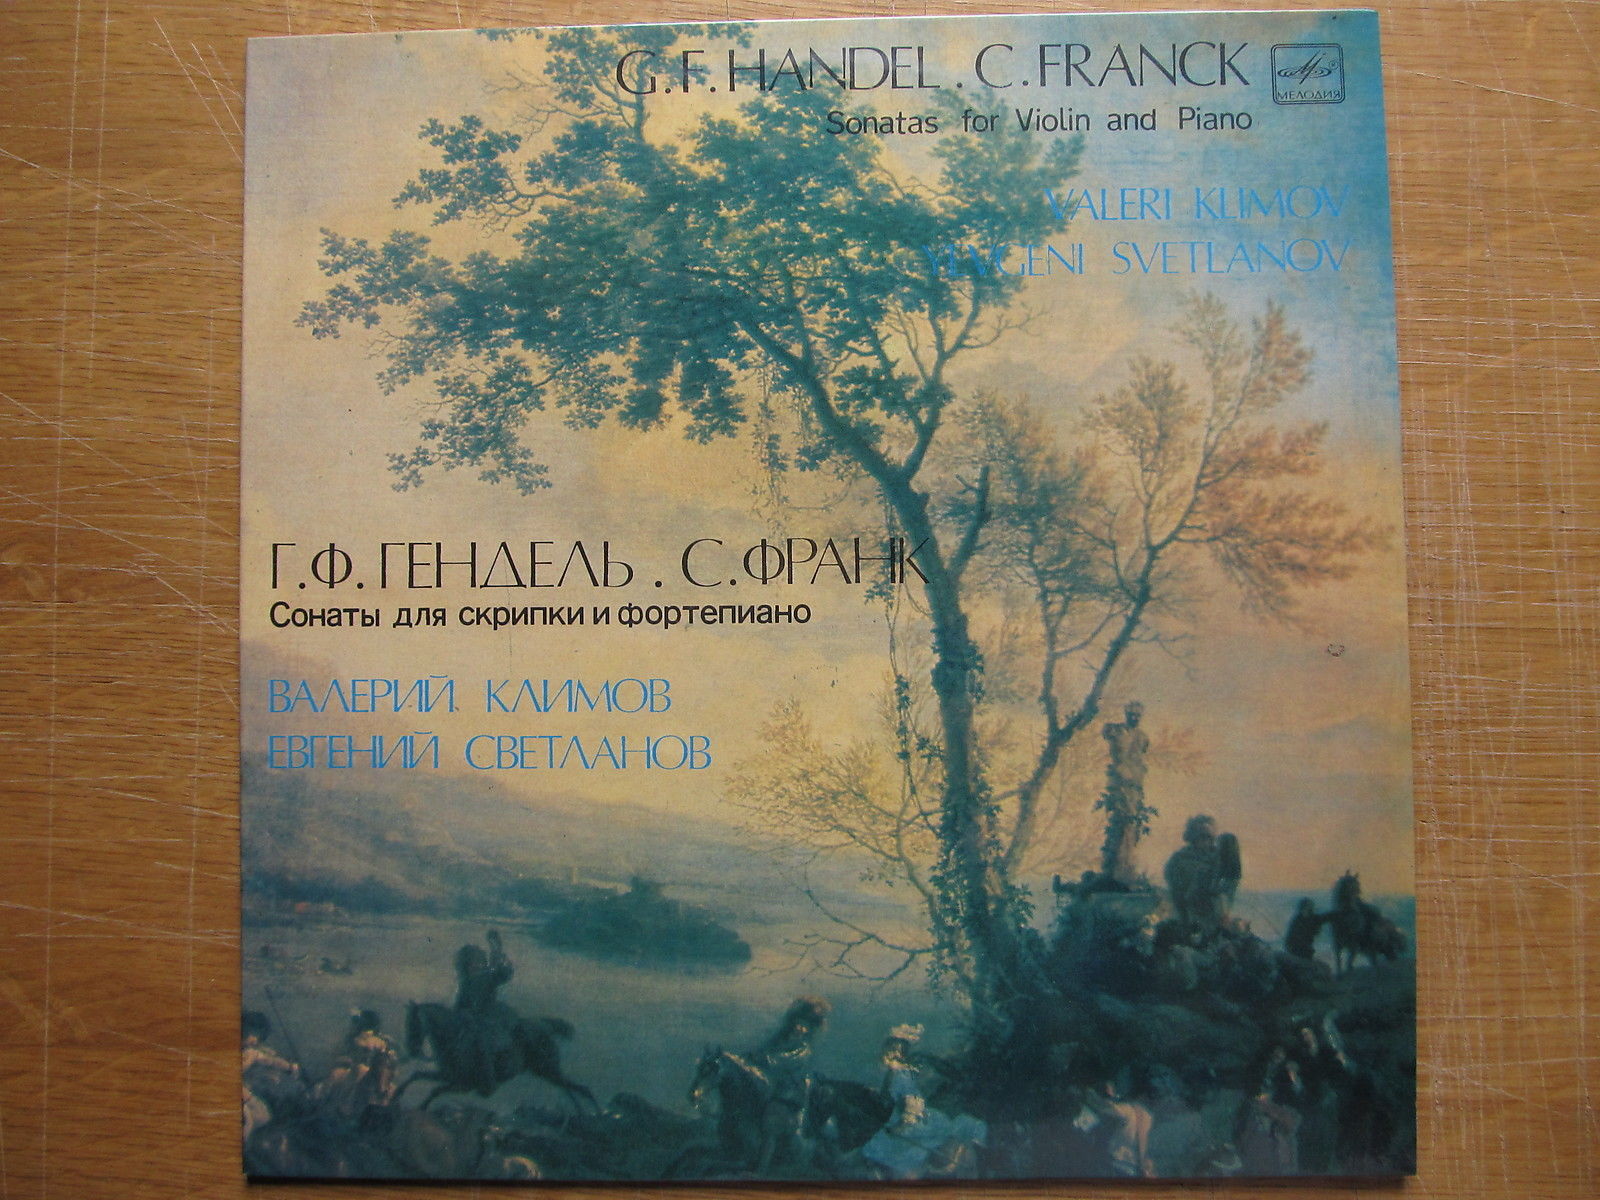 G.F. HANDEL . C. FRANCK
МЕЛОДИЯ
Sonatas for Violin and Piano
VALERI KLIMOV
YEVGENI SVETLANOV
Г.Ф. ГЕНДЕЛЬ . С. ФРАНК
Сонаты для скрипки и фортепиано
ВАЛЕРИЙ КЛИМОВ
ЕВГЕНИЙ СВЕТЛАНОВ